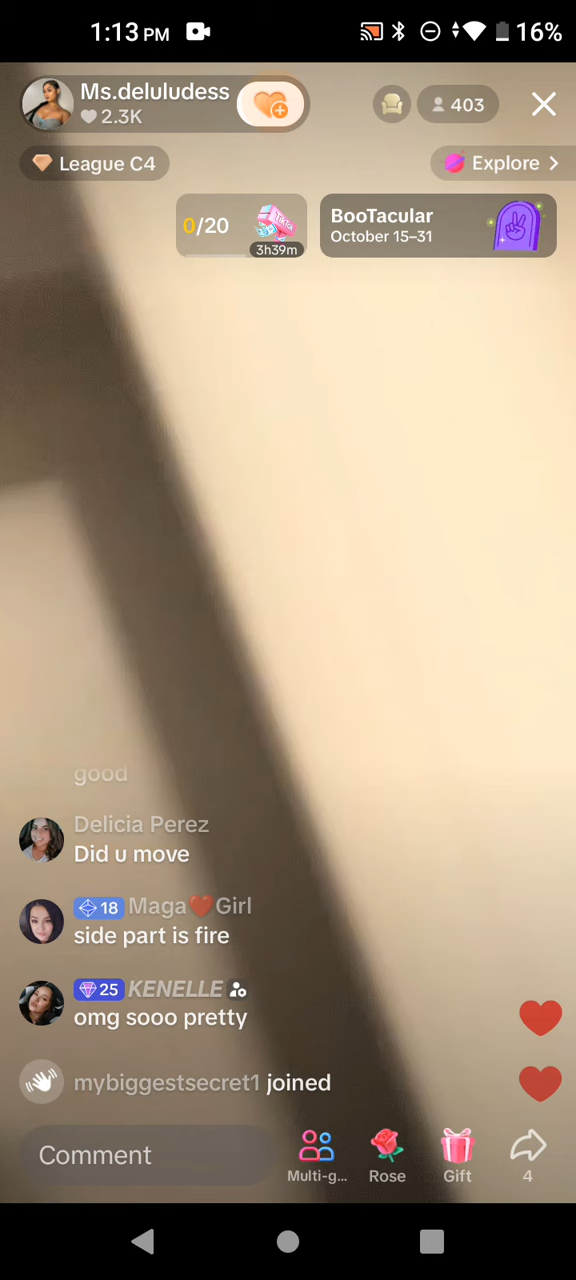 1:13 PM 16%
Ms.deluludess
2.3K
403
League C4
Explore
0/20
TikTok
3h39m
BooTacular
October 15–31
good
Delicia Perez
Did u move
18 Maga❤️Girl
side part is fire
25 KENELLE
omg sooo pretty
mybiggestsecret1 joined
Comment
Multi-g...
Rose
Gift
4